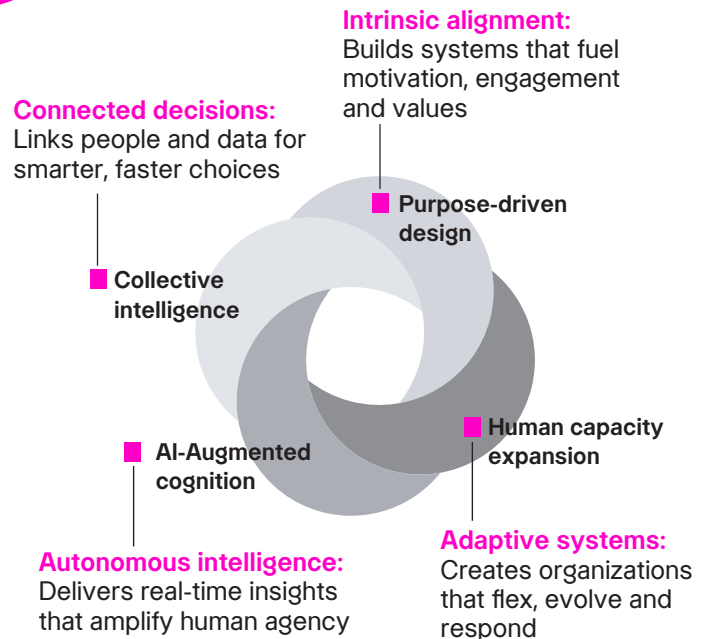 Intrinsic alignment:
Builds systems that fuel
motivation, engagement
and values
Connected decisions:
Links people and data for
smarter, faster choices
Purpose-driven
design
Collective
intelligence
Human capacity
expansion
AI-Augmented
cognition
Autonomous intelligence:
Delivers real-time insights
that amplify human agency
Adaptive systems:
Creates organizations
that flex, evolve and
respond